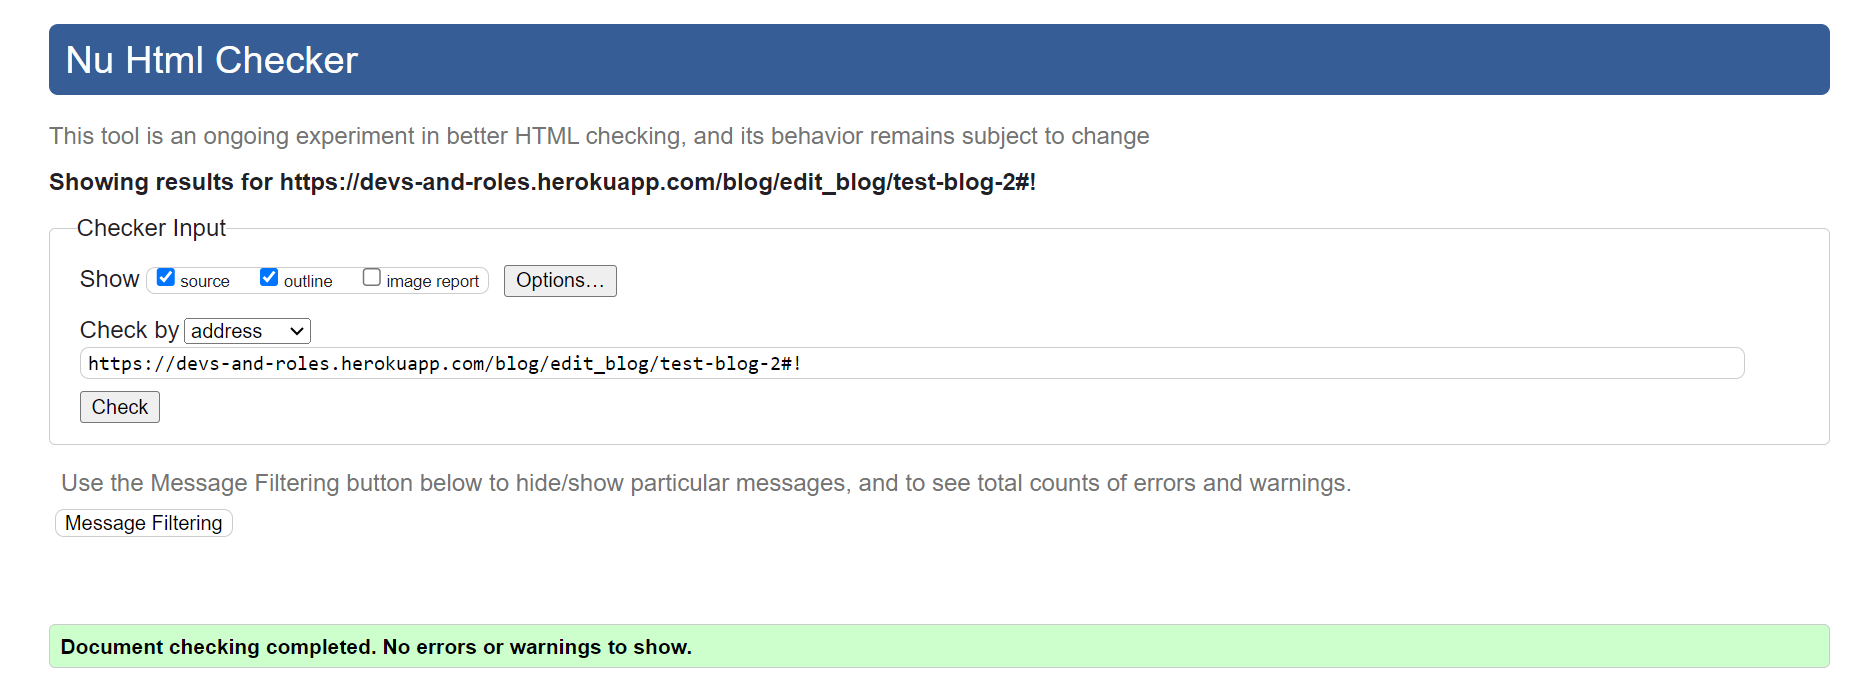 Nu Html Checker
This tool is an ongoing experiment in better HTML checking, and its behavior remains subject to change
Showing results for https://devs-and-roles.herokuapp.com/blog/edit_blog/test-blog-2#!
Checker Input
Show source outline image report Options...
Check by address
https://devs-and-roles.herokuapp.com/blog/edit_blog/test-blog-2#!
Check
Use the Message Filtering button below to hide/show particular messages, and to see total counts of errors and warnings.
Message Filtering
Document checking completed. No errors or warnings to show.